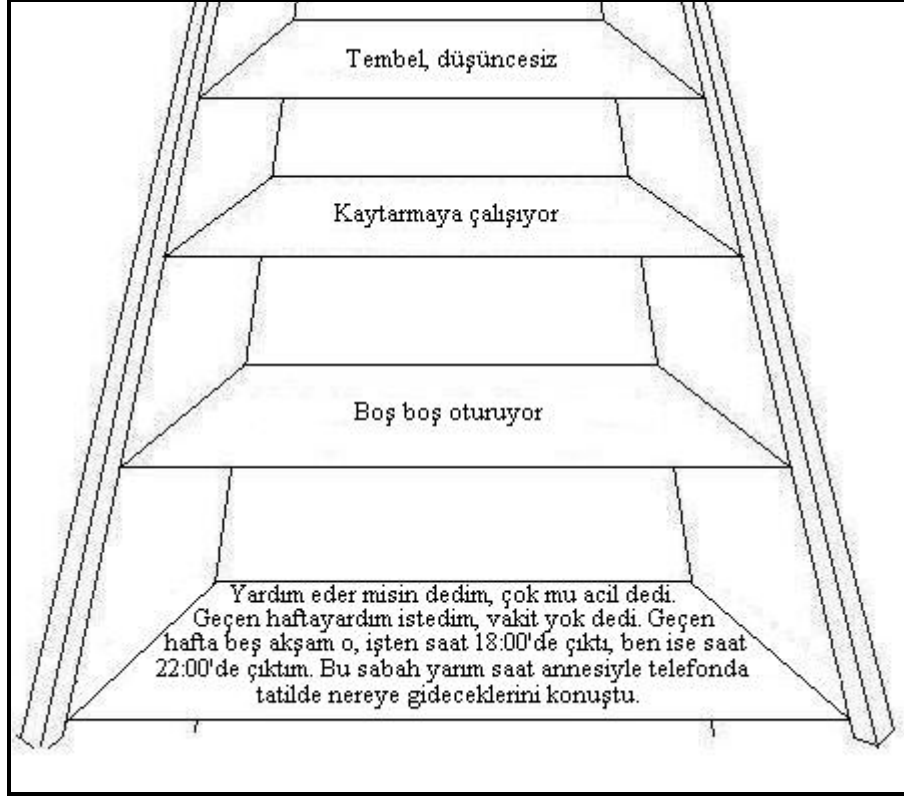 Tembel, düşüncesiz
Kaytarmaya çalışıyor
Boş boş oturuyor
Yardım eder misin dedim, çok mu acil dedi.
Geçen haftayardım istedim, vakit yok dedi. Geçen
hafta beş akşam o, işten saat 18:00'de çıktı, ben ise saat
22:00'de çıktım. Bu sabah yarım saat annesiyle telefonda
tatilde nereye gideceklerini konuştu.